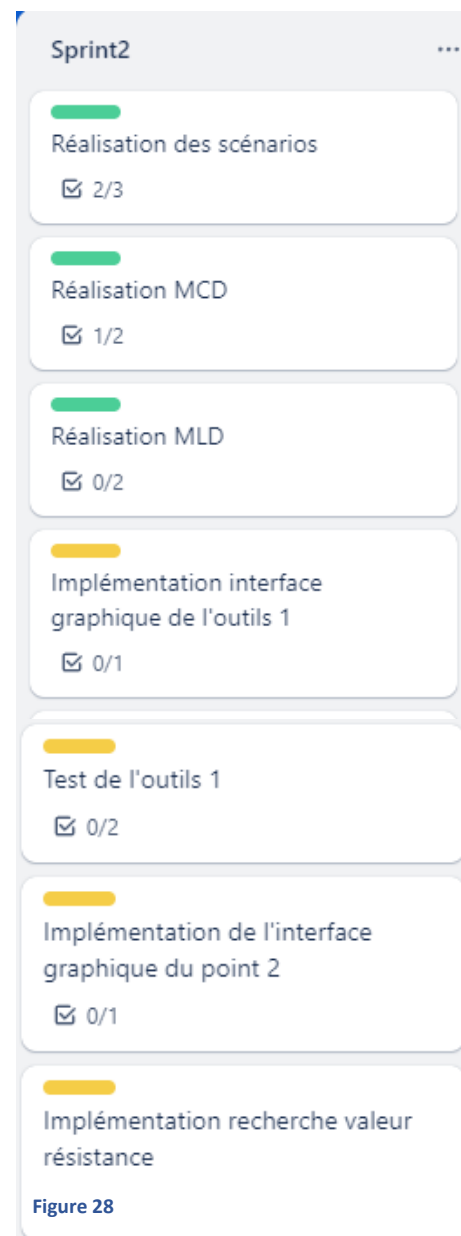 Sprint2
Réalisation des scénarios
2/3
Réalisation MCD
1/2
Réalisation MLD
0/2
Implémentation interface
graphique de l'outils 1
0/1
Test de l'outils 1
0/2
Implémentation de l'interface
graphique du point 2
0/1
Implémentation recherche valeur
résistance
Figure 28